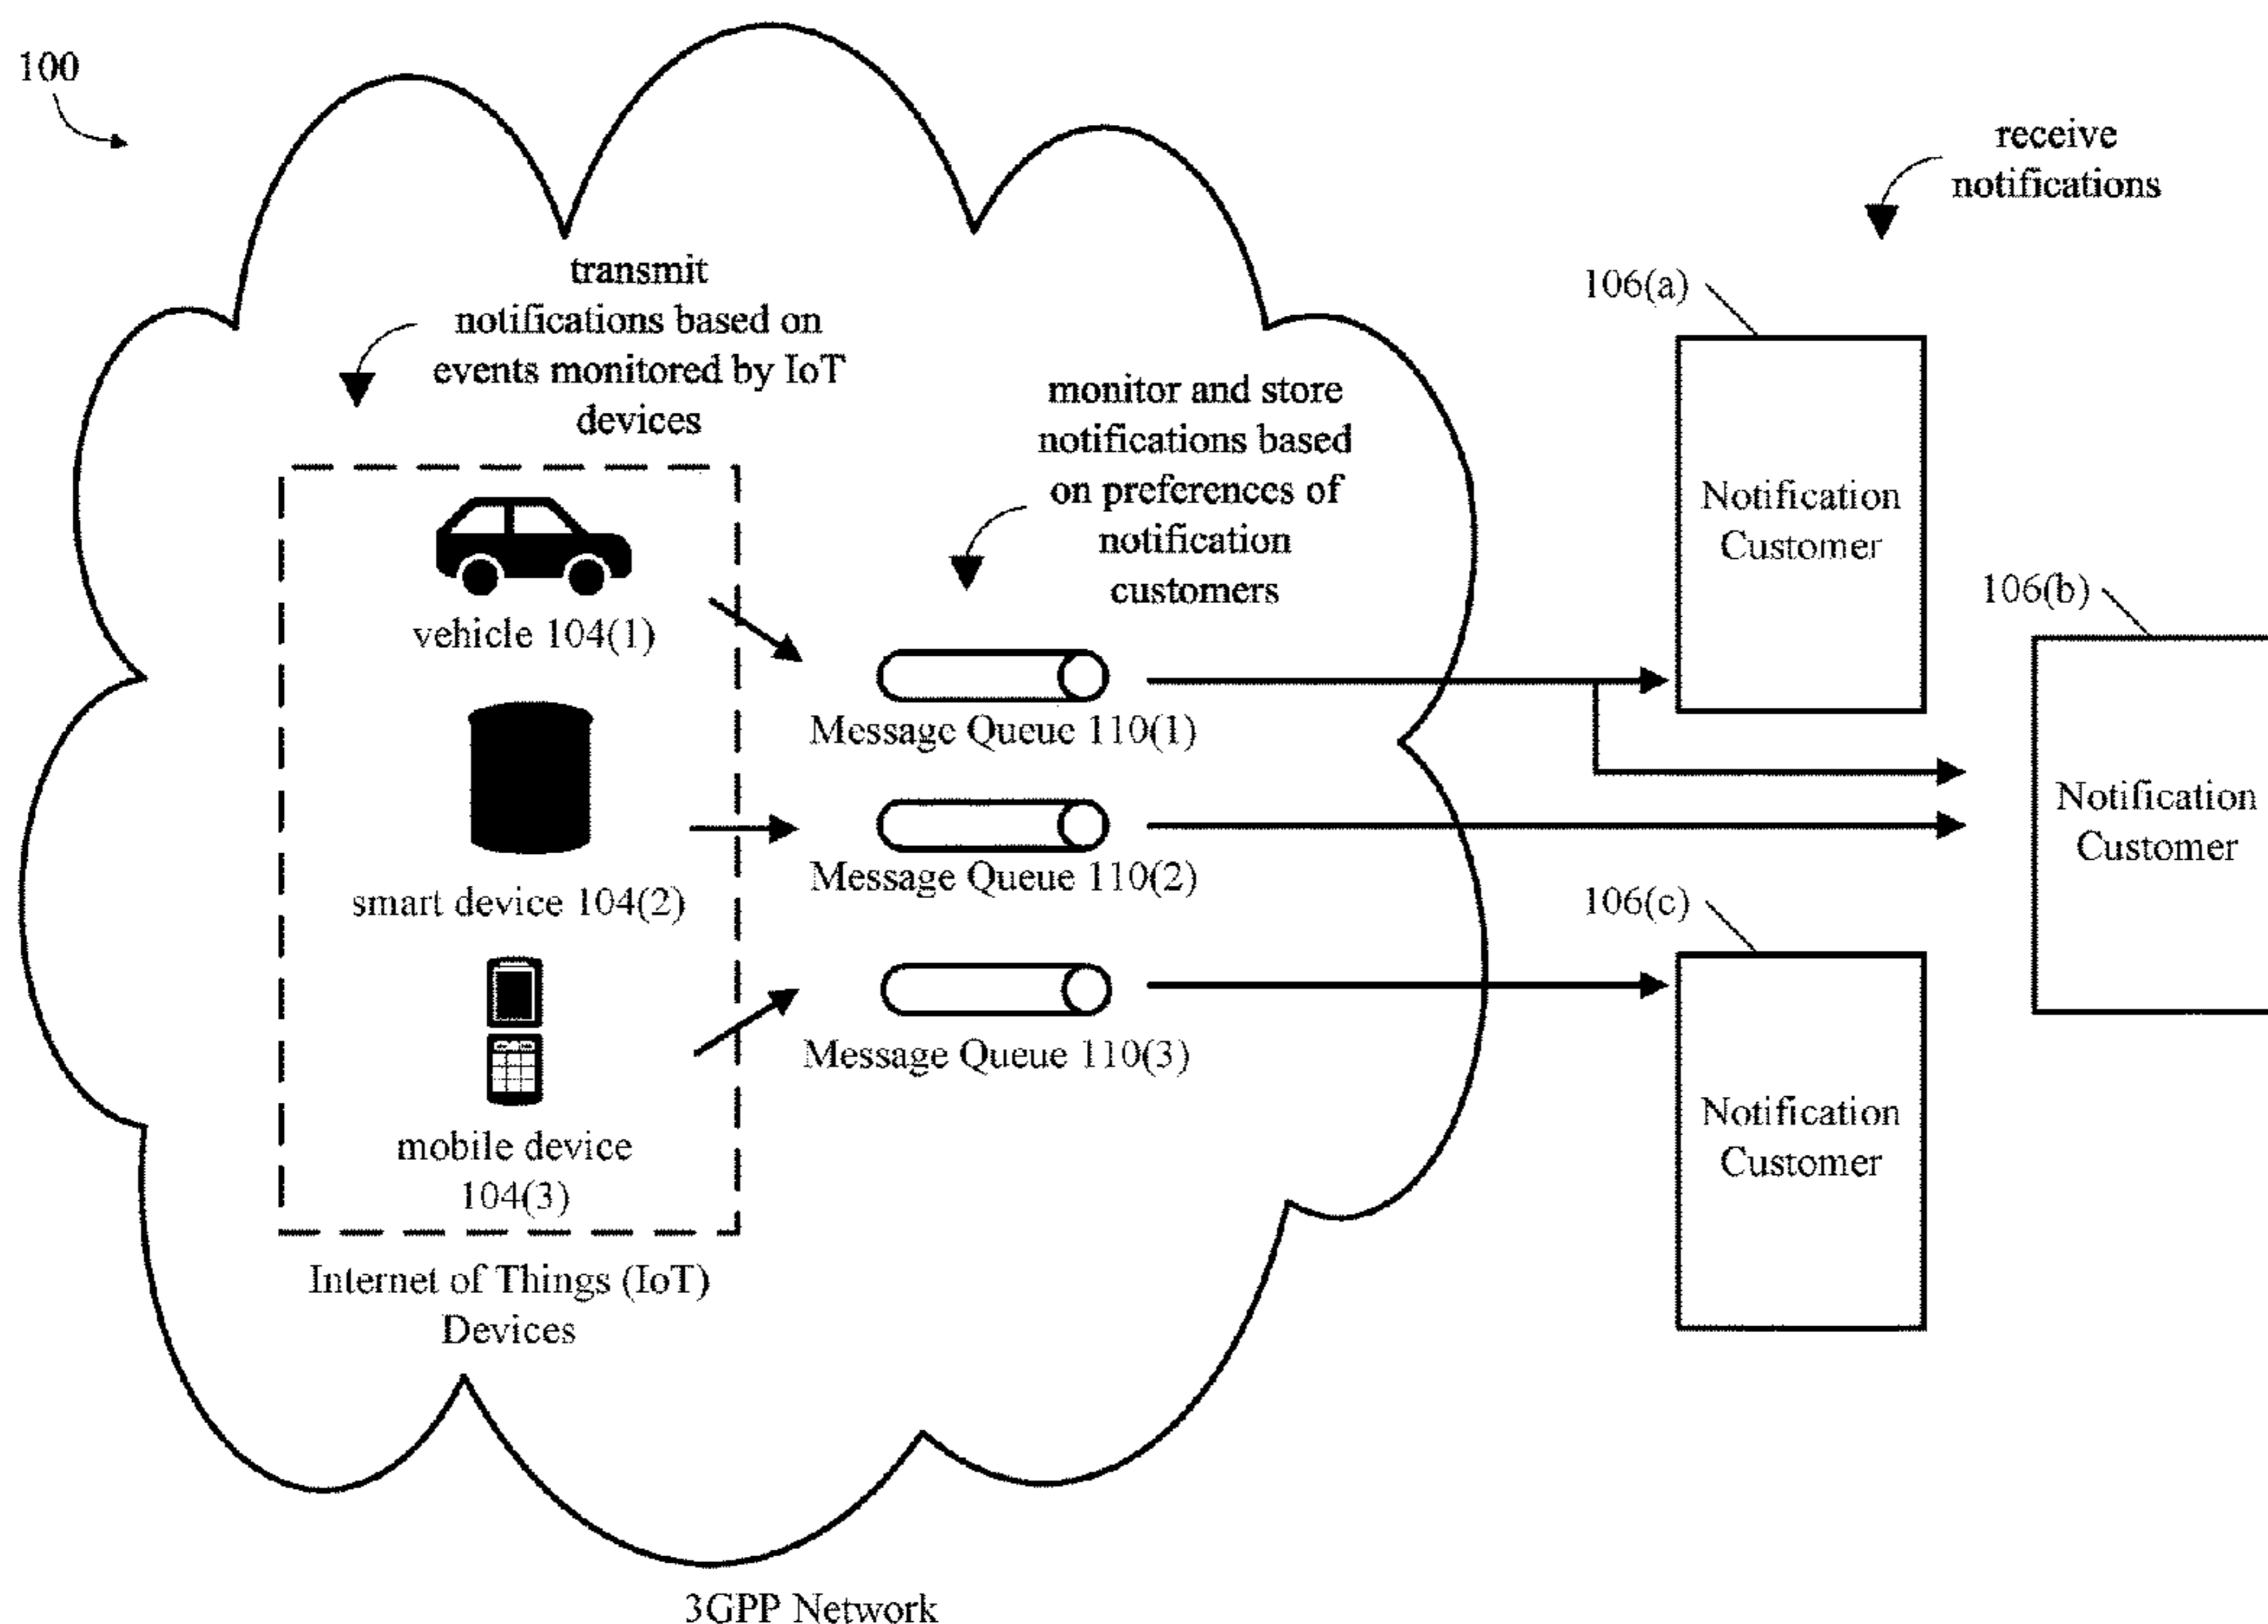 100
receive
notifications
transmit
notifications based on
events monitored by IoT
devices
monitor and store
notifications based
on preferences of
notification
customers
106(a)
Notification
Customer
106(b)
Notification
Customer
106(c)
Notification
Customer
vehicle 104(1)
smart device 104(2)
mobile device
104(3)
Internet of Things (IoT)
Devices
Message Queue 110(1)
Message Queue 110(2)
Message Queue 110(3)
3GPP Network